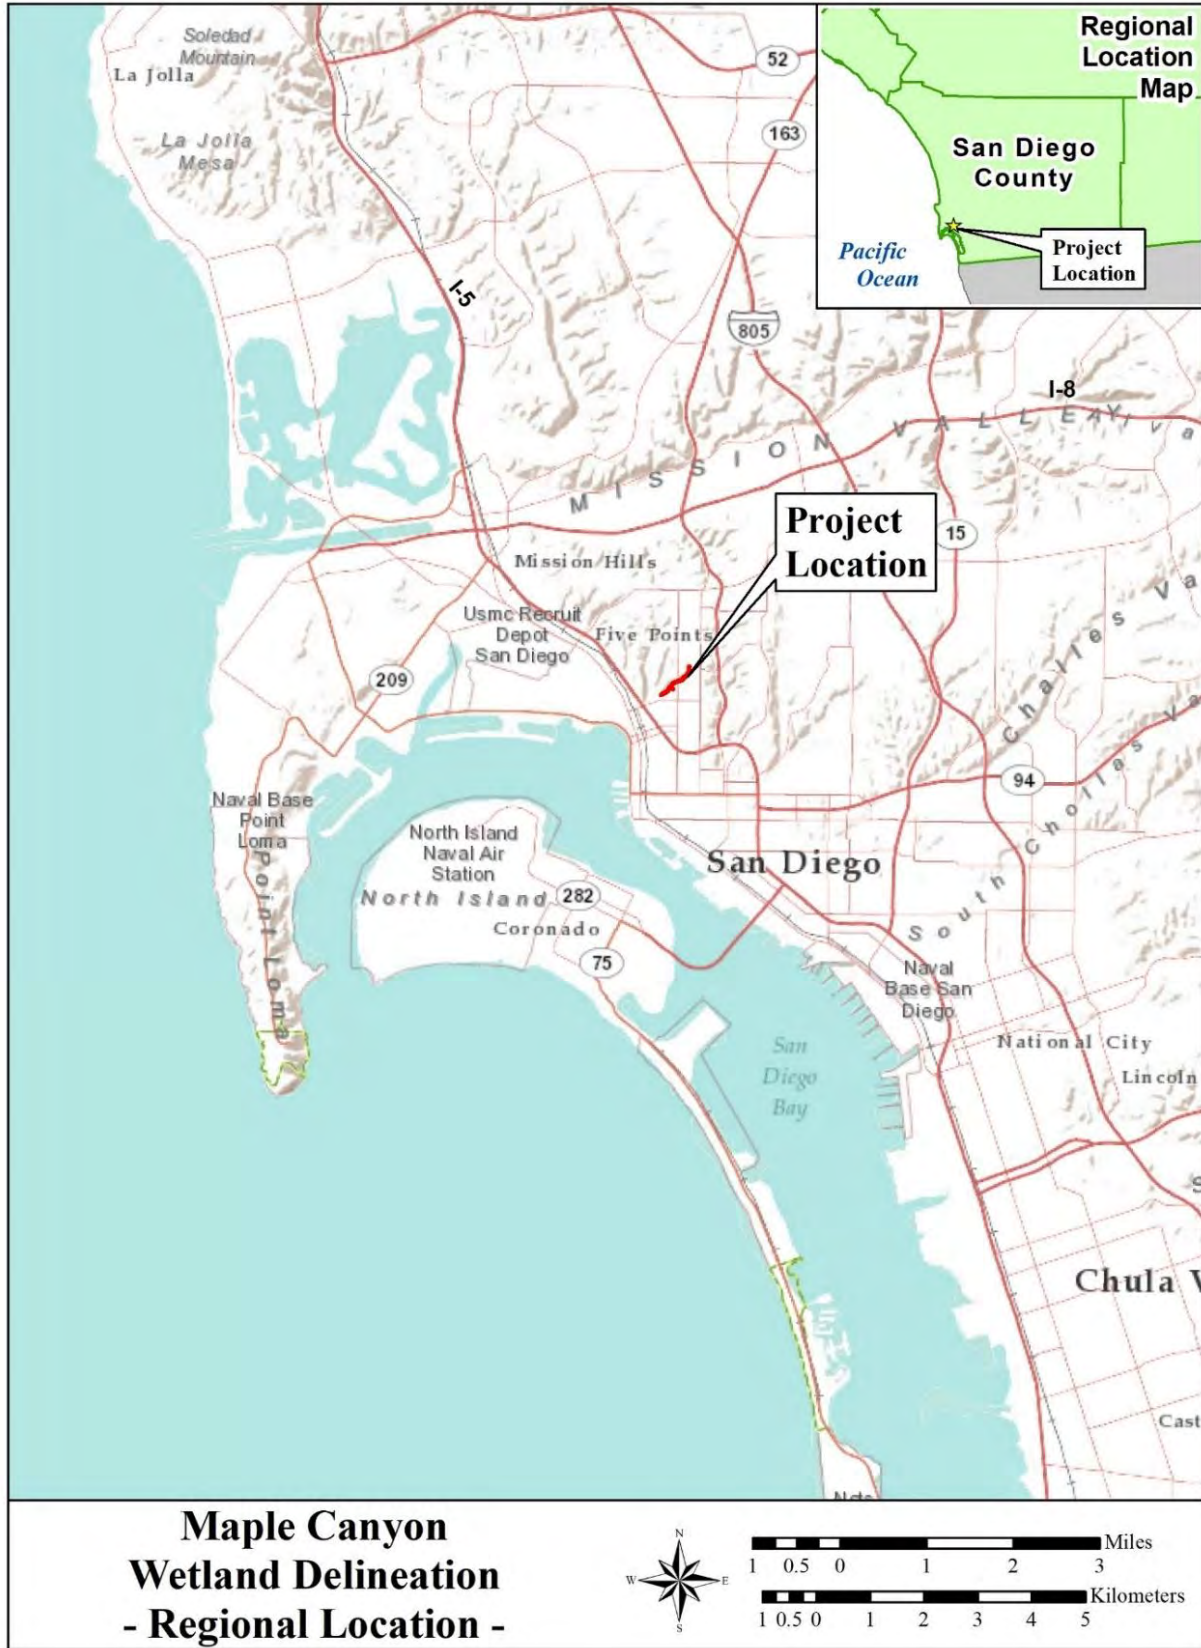 Regional
Location
Map
San Diego
County
Pacific
Ocean
Project
Location
Soledad
Mountain
La Jolla
La Jolla
Mesa
52
163
I-5
805
I-8
MISSION VALLEY
15
Project
Location
Mission Hills
Usmc Recruit
Depot
San Diego
Five Points
209
94
Naval Base
Point
Loma
Point Loma
North Island
Naval Air
Station
North Island
282
Coronado
75
San Diego
South Chollas Va
Naval
Base San
Diego
San
Diego
Bay
National City
Lincoln
Chula V
Cast
Maple Canyon
Wetland Delineation
- Regional Location -
N
W
E
S
Miles
1 0.5 0 1 2 3
Kilometers
1 0.5 0 1 2 3 4 5